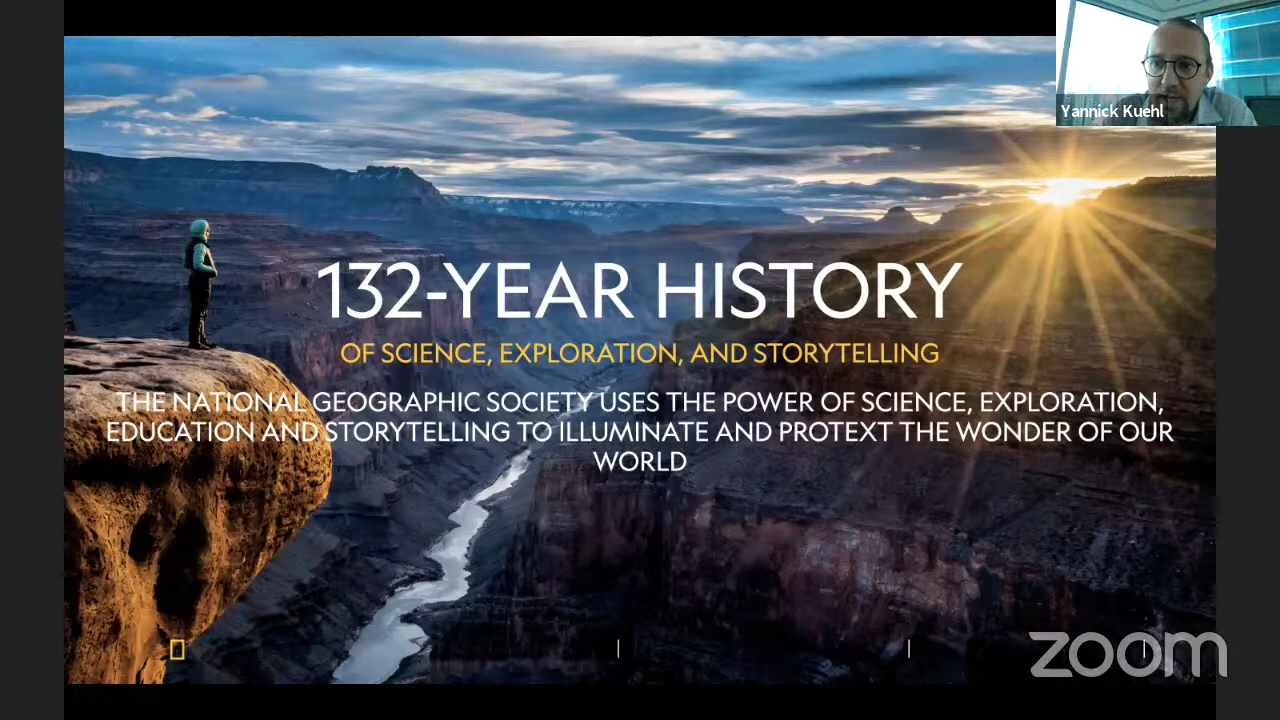 Yannick Kuehl
132-YEAR HISTORY
OF SCIENCE, EXPLORATION, AND STORYTELLING
THE NATIONAL GEOGRAPHIC SOCIETY USES THE POWER OF SCIENCE, EXPLORATION,
EDUCATION AND STORYTELLING TO ILLUMINATE AND PROTEXT THE WONDER OF OUR
WORLD
zoom